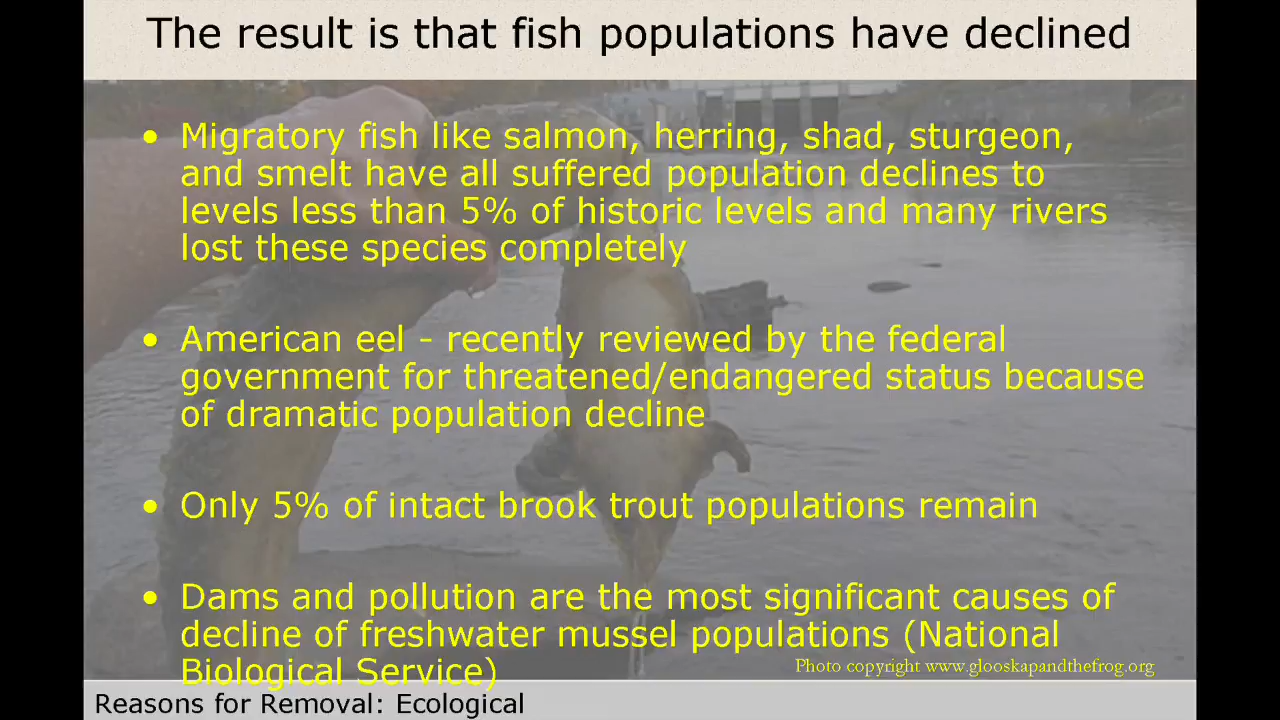 The result is that fish populations have declined
• Migratory fish like salmon, herring, shad, sturgeon,
and smelt have all suffered population declines to
levels less than 5% of historic levels and many rivers
lost these species completely
• American eel - recently reviewed by the federal
government for threatened/endangered status because
of dramatic population decline
• Only 5% of intact brook trout populations remain
• Dams and pollution are the most significant causes of
decline of freshwater mussel populations (National
Biological Service)
Photo copyright www.glooskapandthefrog.org
Reasons for Removal: Ecological